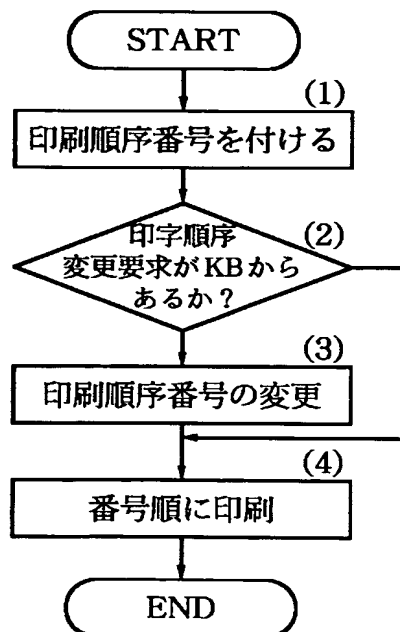 START
(1)
印刷順序番号を付ける
(2)
印字順序
変更要求がKBから
あるか？
(3)
印刷順序番号の変更
(4)
番号順に印刷
END